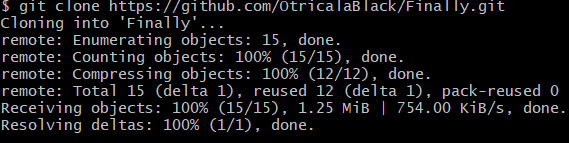 $ git clone https://github.com/OtricalaBlack/Finally.git
Cloning into 'Finally'...
remote: Enumerating objects: 15, done.
remote: Counting objects: 100% (15/15), done.
remote: Compressing objects: 100% (12/12), done.
remote: Total 15 (delta 1), reused 12 (delta 1), pack-reused 0
Receiving objects: 100% (15/15), 1.25 MiB | 754.00 KiB/s, done.
Resolving deltas: 100% (1/1), done.